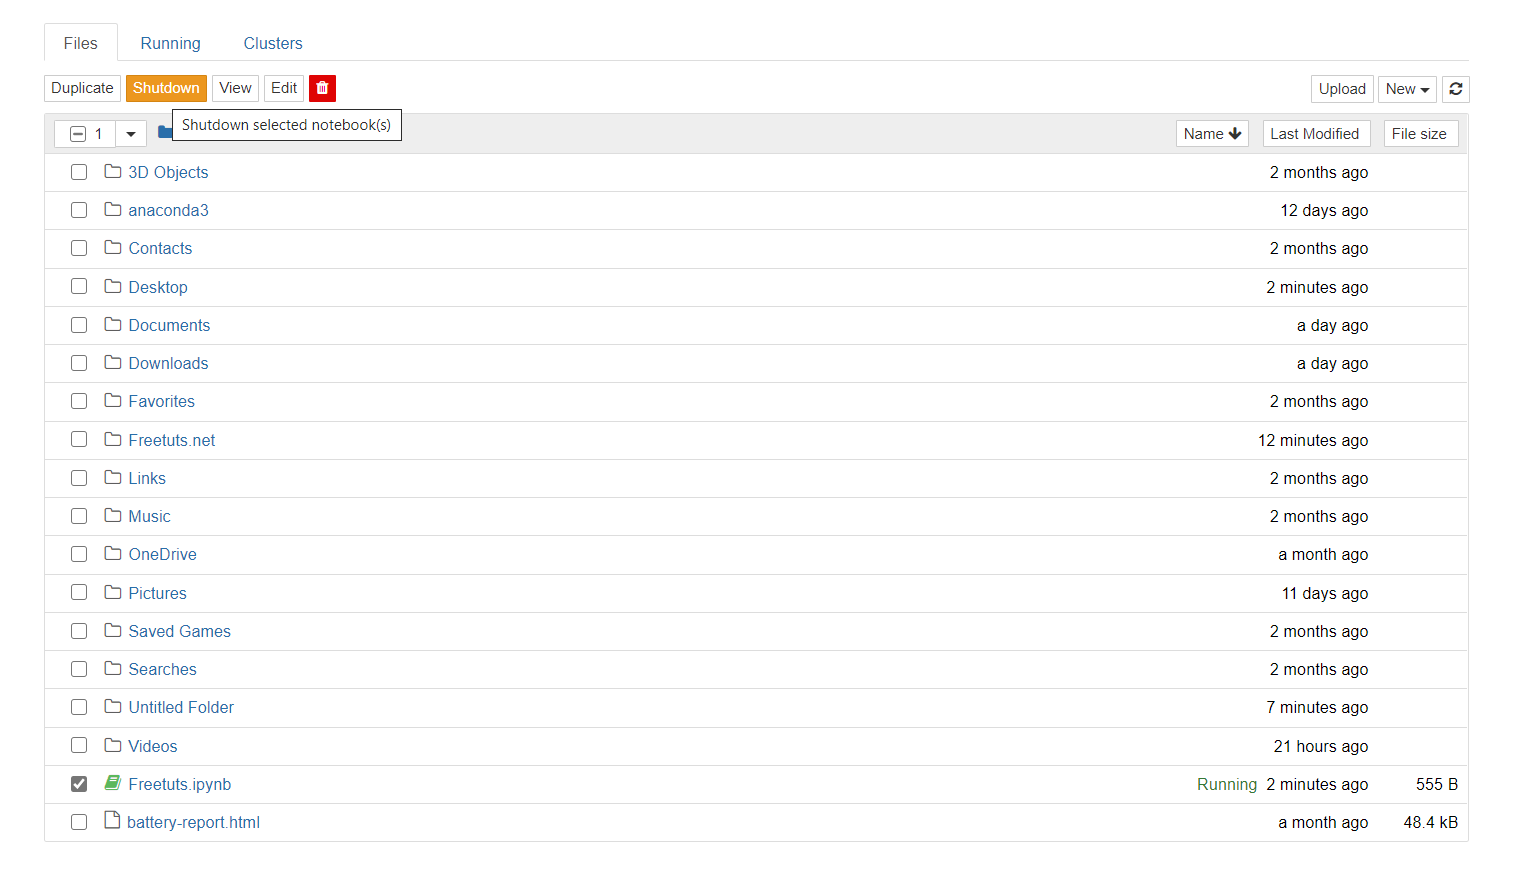 Files Running Clusters
Duplicate Shutdown View Edit Upload New
Shutdown selected notebook(s)
1 Name Last Modified File size
3D Objects 2 months ago
anaconda3 12 days ago
Contacts 2 months ago
Desktop 2 minutes ago
Documents a day ago
Downloads a day ago
Favorites 2 months ago
Freetuts.net 12 minutes ago
Links 2 months ago
Music 2 months ago
OneDrive a month ago
Pictures 11 days ago
Saved Games 2 months ago
Searches 2 months ago
Untitled Folder 7 minutes ago
Videos 21 hours ago
Freetuts.ipynb Running 2 minutes ago 555 B
battery-report.html a month ago 48.4 kB